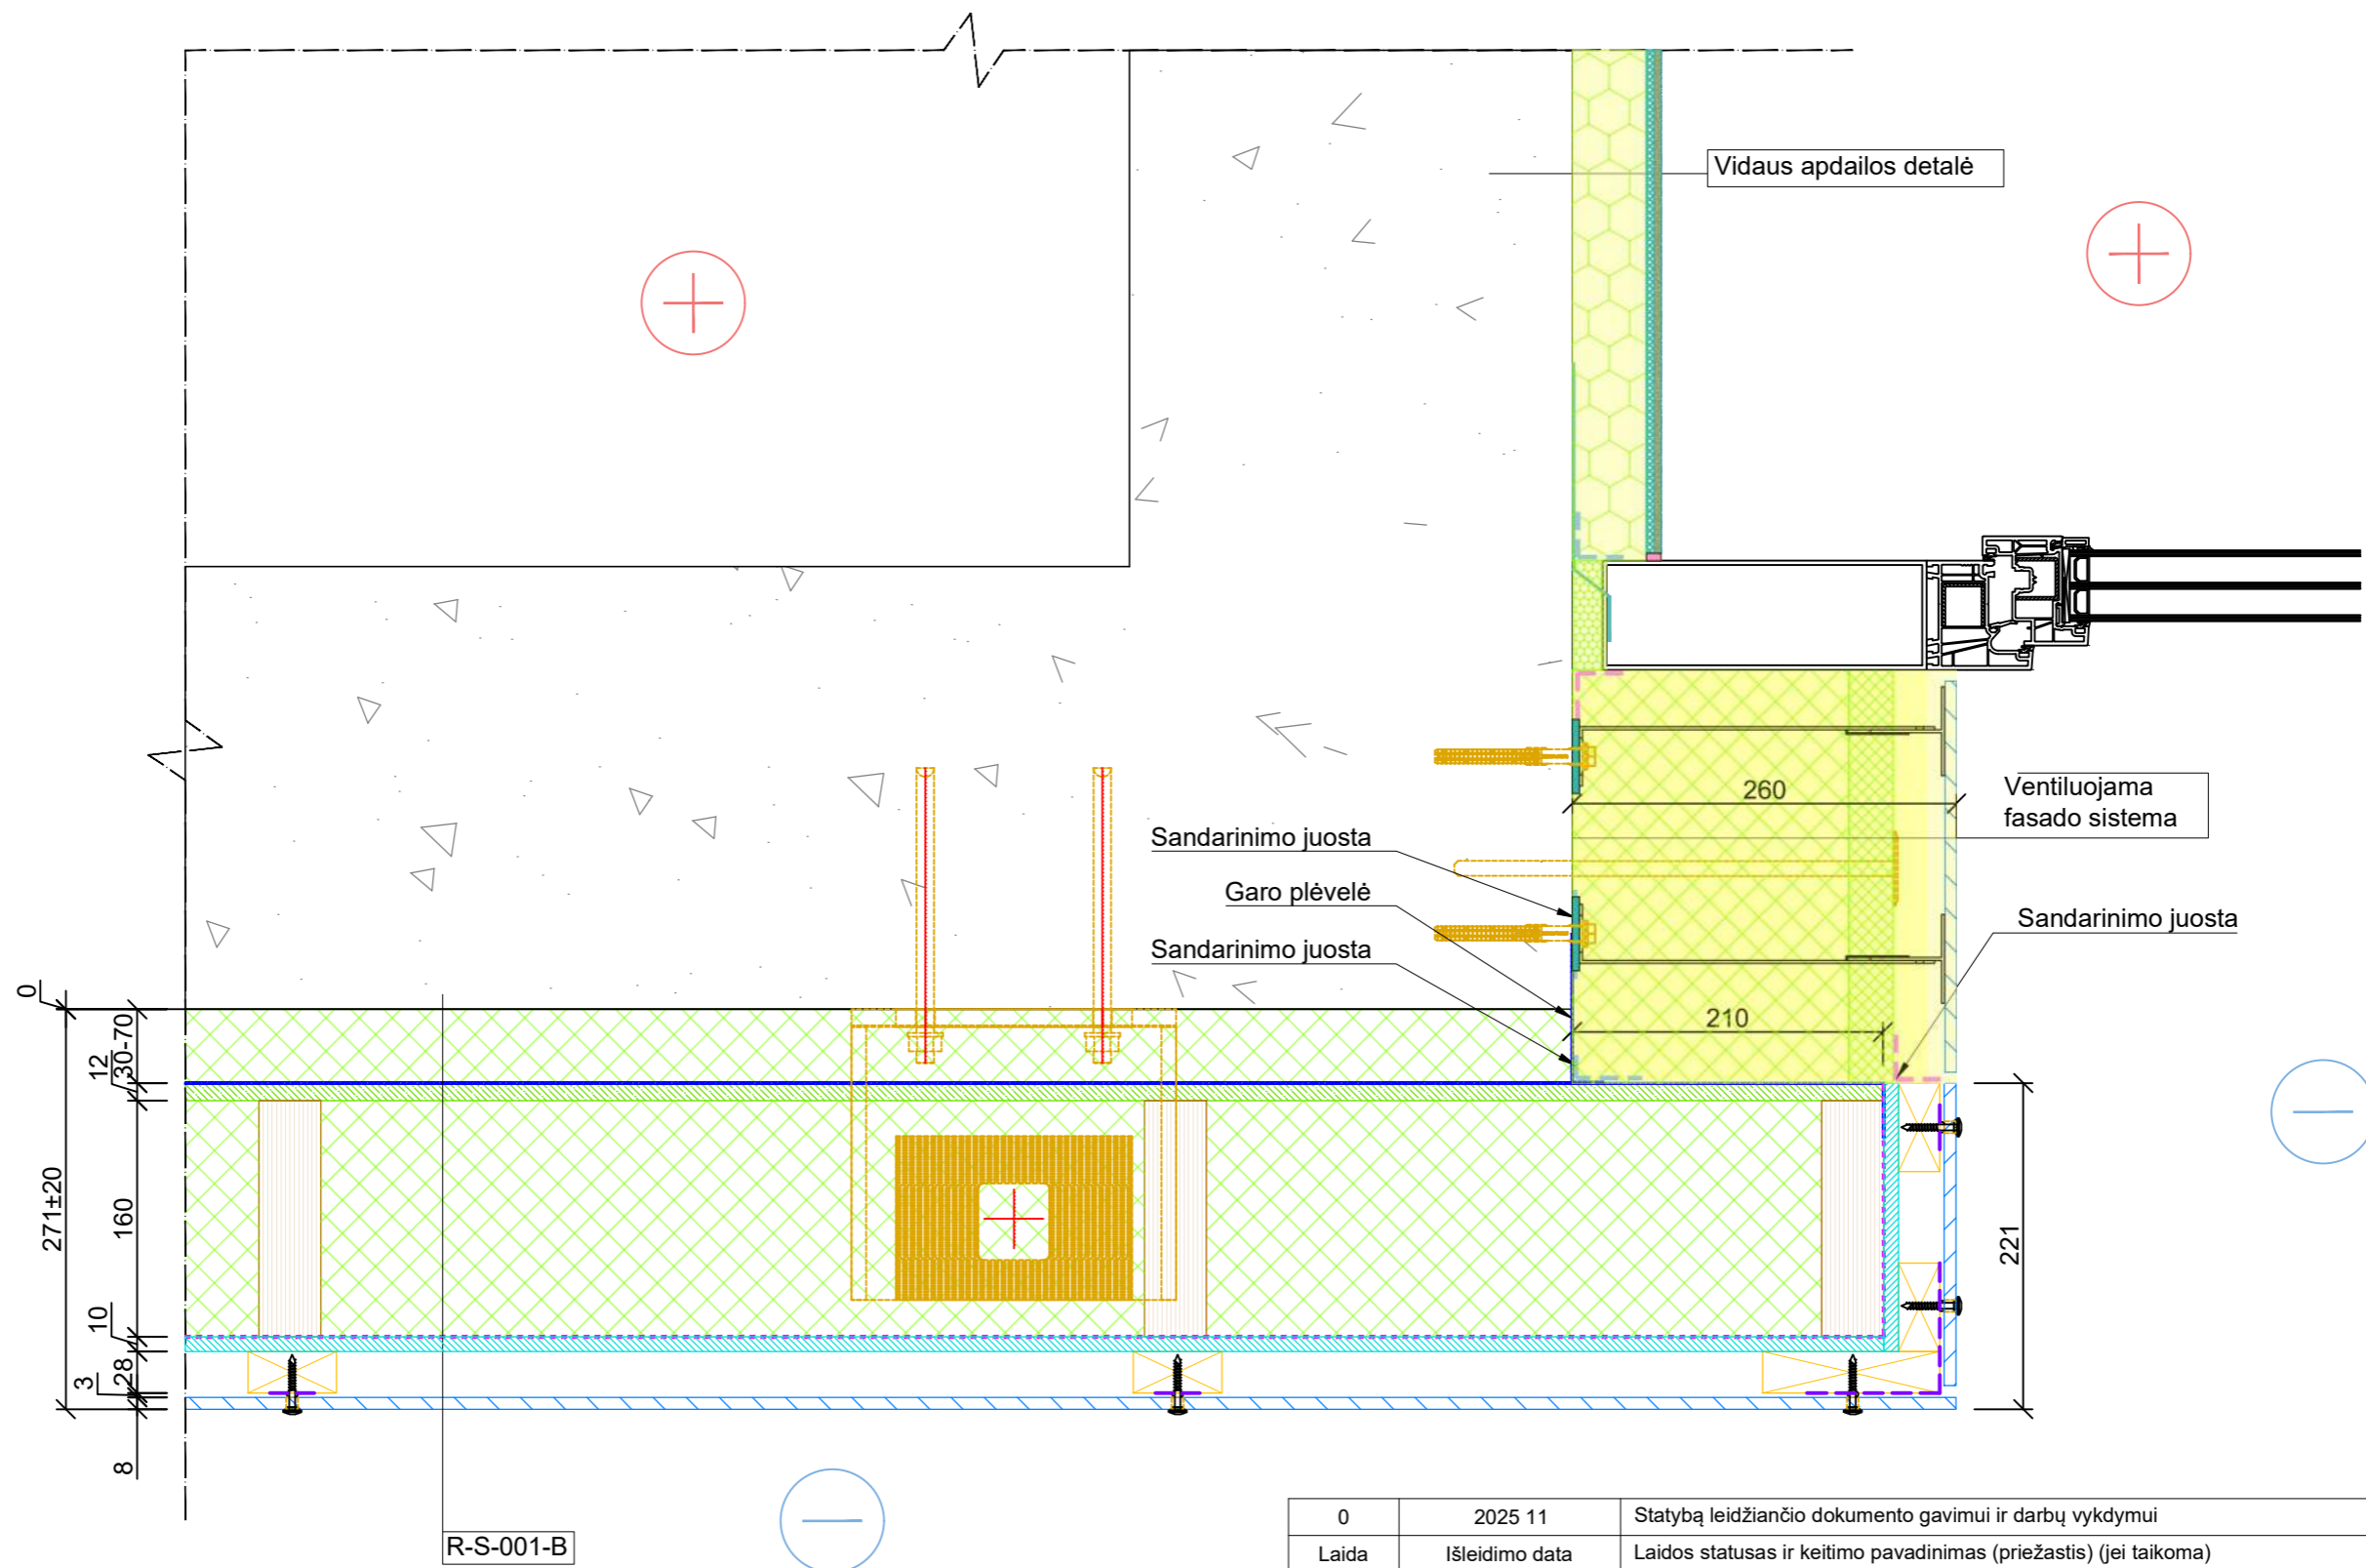 Vidaus apdailos detalė
260
Ventiluojama
fasado sistema
Sandarinimo juosta
Garo plėvelė
Sandarinimo juosta
Sandarinimo juosta
210
0
30-70
12
271±20
160
10
28
3
8
221
R-S-001-B
0 2025 11 Statybą leidžiančio dokumento gavimui ir darbų vykdymui
Laida Išleidimo data Laidos statusas ir keitimo pavadinimas (priežastis) (jei taikoma)